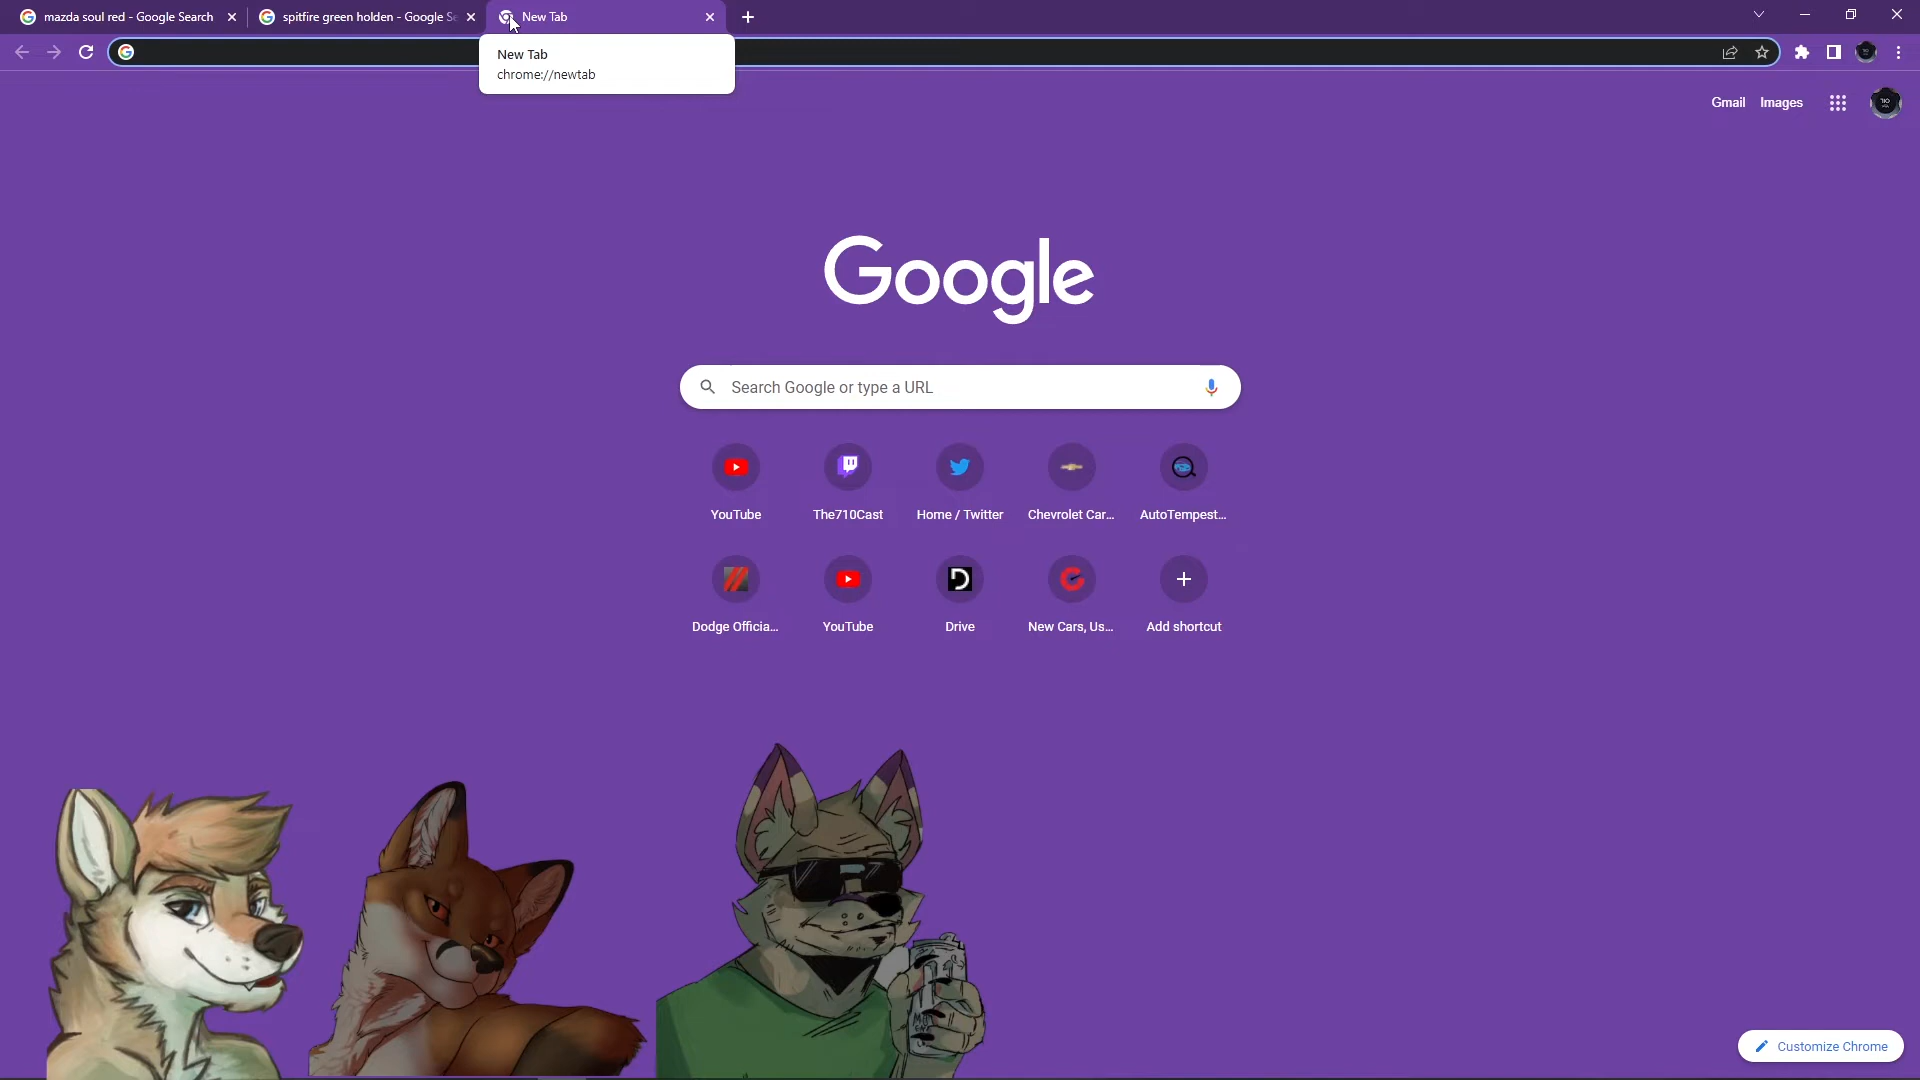 mazda soul red - Google Search
spitfire green holden - Google Se
New Tab
New Tab
chrome://newtab
Gmail
Images
Google
Search Google or type a URL
YouTube
The710Cast
Home / Twitter
Chevrolet Car...
AutoTempest...
Dodge Officia...
YouTube
Drive
New Cars, Us...
Add shortcut
Customize Chrome